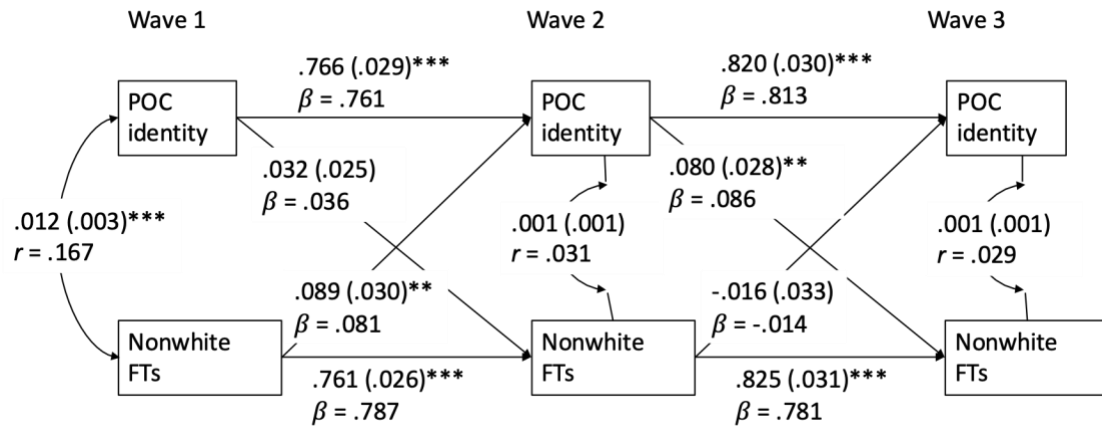 Wave 1
Wave 2
Wave 3
.766 (.029)***
β = .761
.820 (.030)***
β = .813
POC
identity
POC
identity
POC
identity
.032 (.025)
β = .036
.080 (.028)**
β = .086
.012 (.003)***
r = .167
.001 (.001)
r = .031
.001 (.001)
r = .029
.089 (.030)**
β = .081
-.016 (.033)
β = -.014
Nonwhite
FTs
Nonwhite
FTs
Nonwhite
FTs
.761 (.026)***
β = .787
.825 (.031)***
β = .781